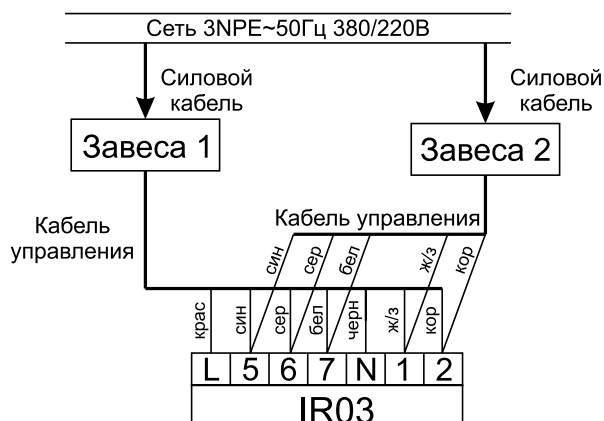 Сеть 3NPE~50Гц 380/220В
Силовой
кабель
Силовой
кабель
Завеса 1
Завеса 2
Кабель
управления
Кабель управления
син
сер
бел
ж/з
кор
крас
син
сер
бел
черн
ж/з
кор
L 5 6 7 N 1 2
IR03